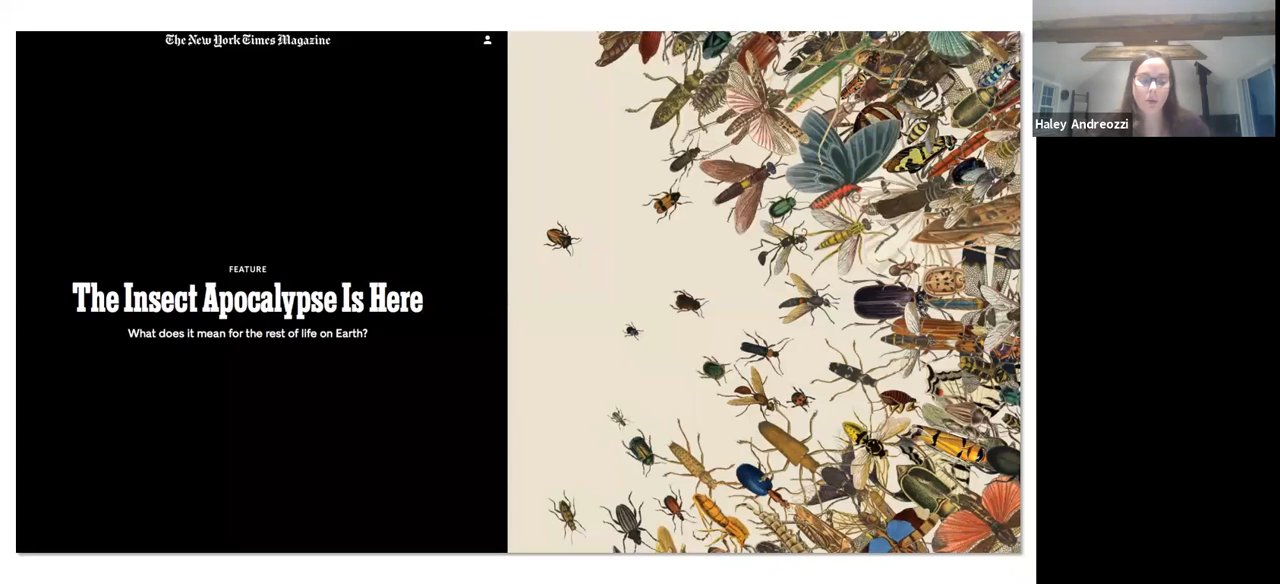 The New York Times Magazine
FEATURE
The Insect Apocalypse Is Here
What does it mean for the rest of life on Earth?
Haley Andreozzi